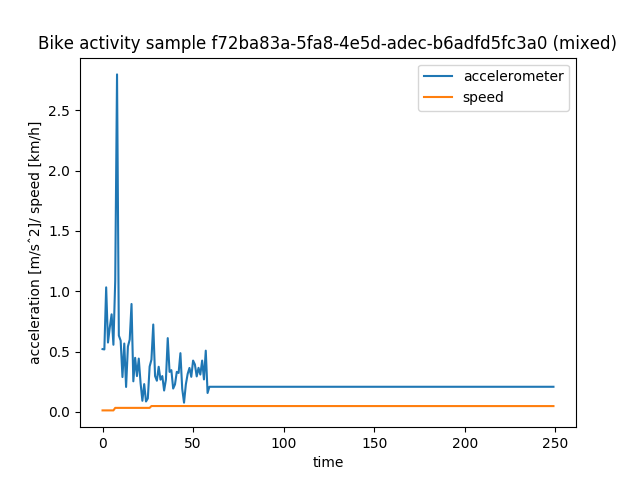 Bike activity sample f72ba83a-5fa8-4e5d-adec-b6adfd5fc3a0 (mixed)
accelerometer
speed
acceleration [m/s^2]/ speed [km/h]
2.5
2.0
1.5
1.0
0.5
0.0
0 50 100 150 200 250
time